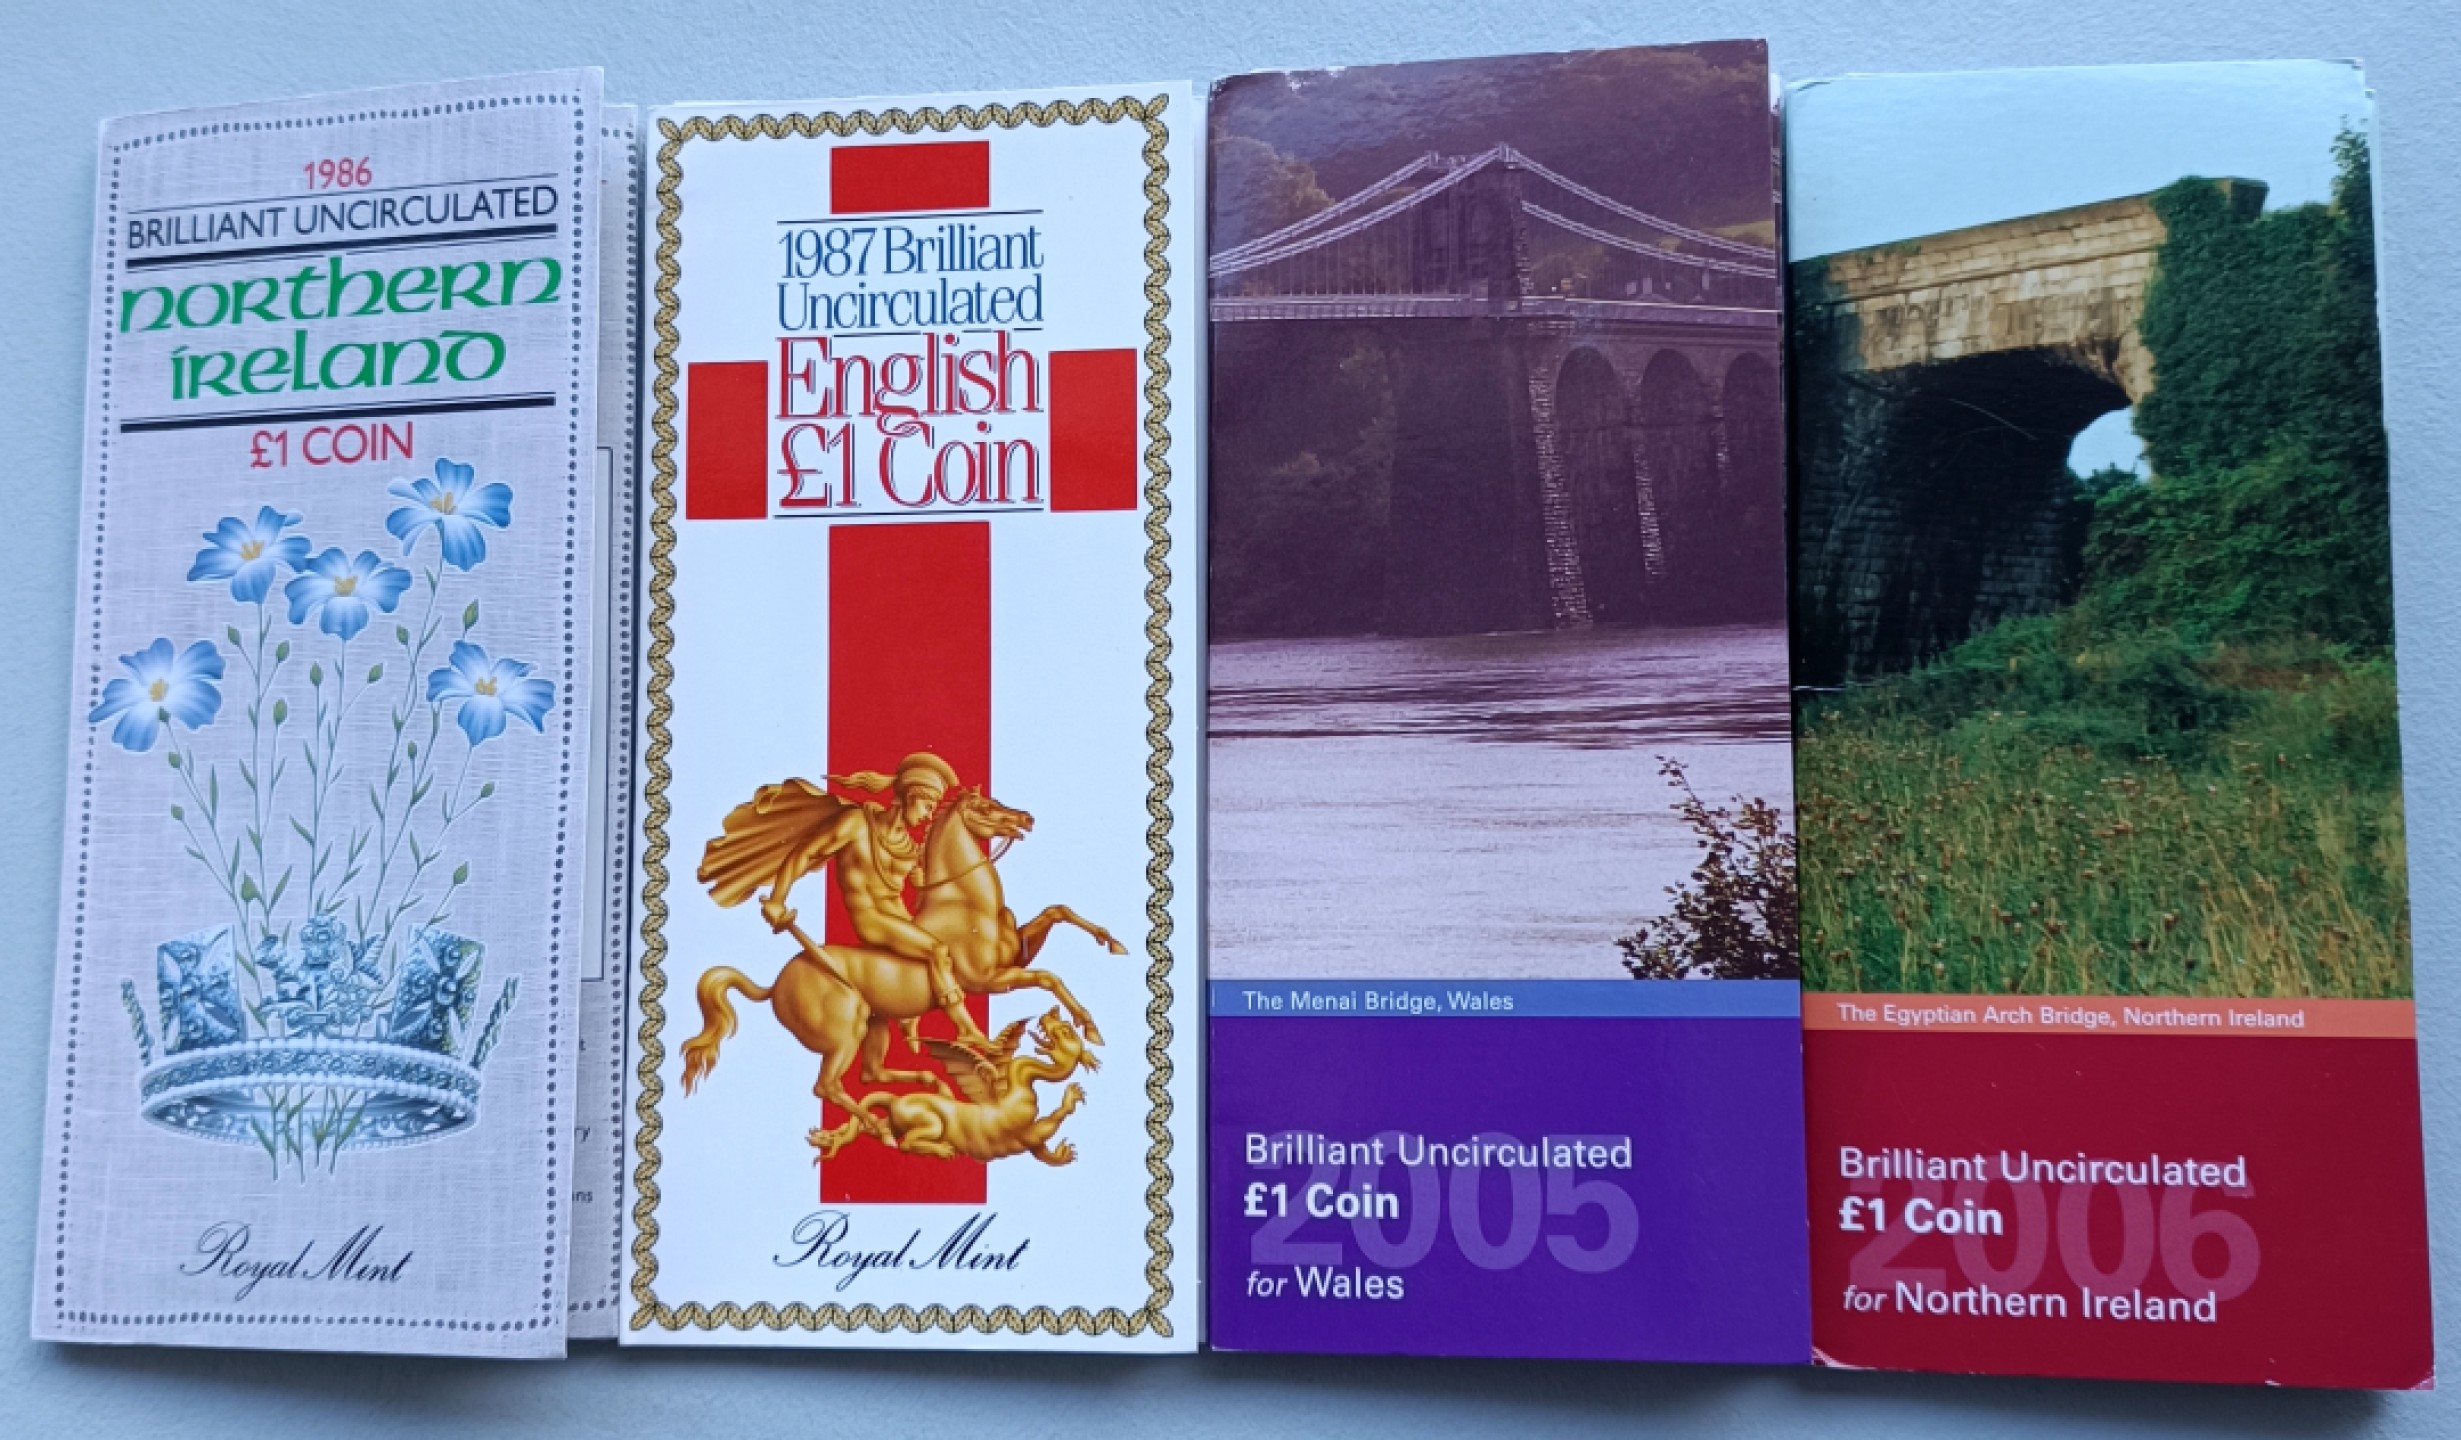 1986
BRILLIANT UNCIRCULATED
NORTHERN
IRELAND
£1 COIN
Royal Mint
1987 Brilliant
Uncirculated
English
£1 Coin
Royal Mint
The Menai Bridge, Wales
Brilliant Uncirculated
£1 Coin
2005
for Wales
The Egyptian Arch Bridge, Northern Ireland
Brilliant Uncirculated
£1 Coin
2006
for Northern Ireland